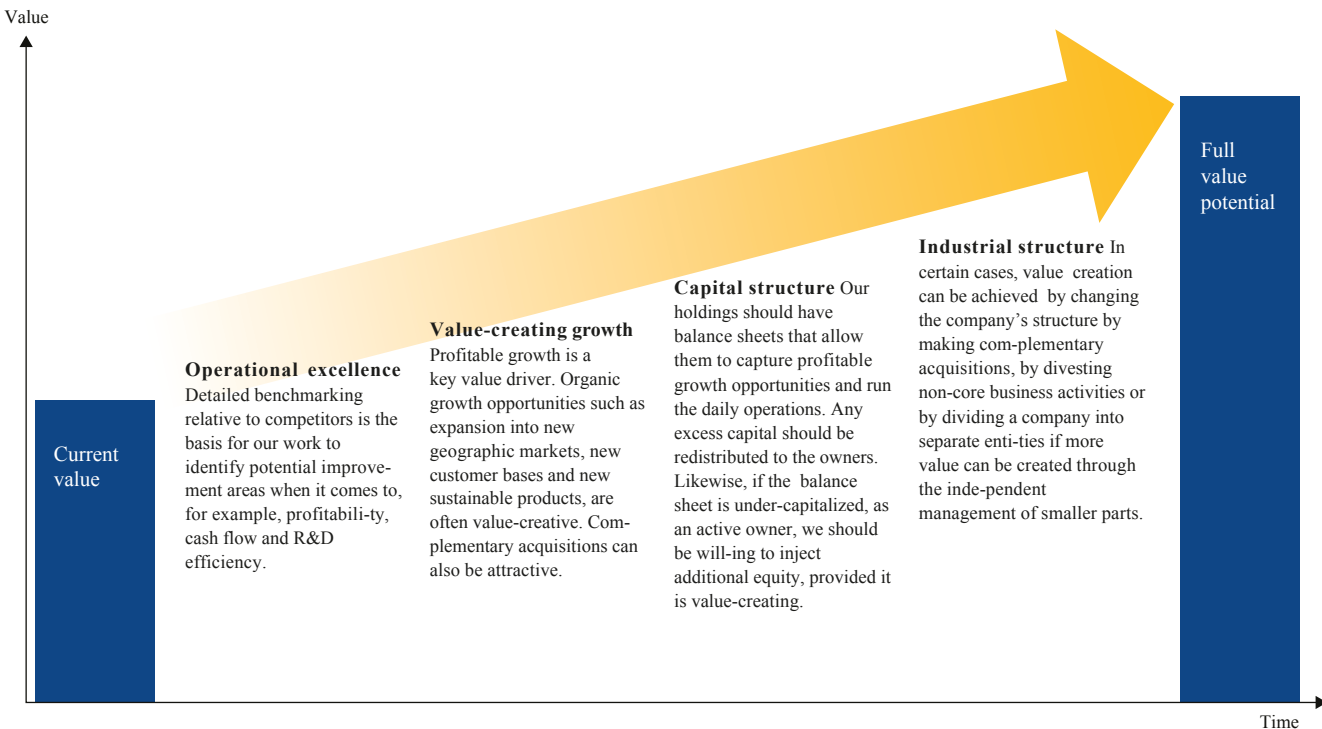 Value
Current
value
Operational excellence
Detailed benchmarking
relative to competitors is the
basis for our work to
identify potential improve-
ment areas when it comes to,
for example, profitabili-ty,
cash flow and R&D
efficiency.
Value-creating growth
Profitable growth is a
key value driver. Organic
growth opportunities such as
expansion into new
geographic markets, new
customer bases and new
sustainable products, are
often value-creative. Com-
plementary acquisitions can
also be attractive.
Capital structure Our
holdings should have
balance sheets that allow
them to capture profitable
growth opportunities and run
the daily operations. Any
excess capital should be
redistributed to the owners.
Likewise, if the balance
sheet is under-capitalized, as
an active owner, we should
be will-ing to inject
additional equity, provided it
is value-creating.
Industrial structure In
certain cases, value creation
can be achieved by changing
the company's structure by
making com-plementary
acquisitions, by divesting
non-core business activities or
by dividing a company into
separate enti-ties if more
value can be created through
the inde-pendent
management of smaller parts.
Full
value
potential
Time